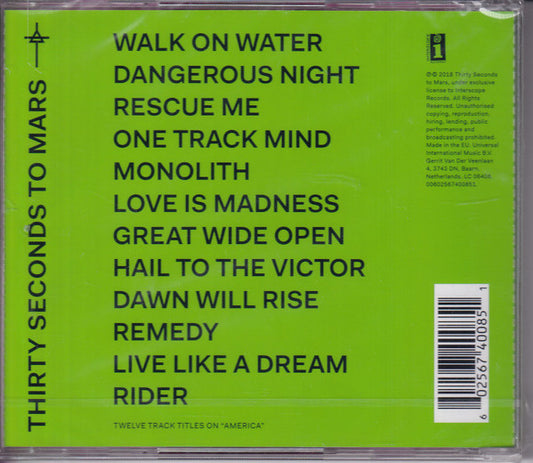 THIRTY SECONDS TO MARS
WALK ON WATER
DANGEROUS NIGHT
RESCUE ME
ONE TRACK MIND
MONOLITH
LOVE IS MADNESS
GREAT WIDE OPEN
HAIL TO THE VICTOR
DAWN WILL RISE
REMEDY
LIVE LIKE A DREAM
RIDER
TWELVE TRACK TITLES ON "AMERICA"
i
℗© 2018 Thirty Seconds
to Mars, under exclusive
license to Interscope
Records. All Rights
Reserved. Unauthorised
copying, reproduction,
hiring, lending, public
performance and
broadcasting prohibited.
Made in the EU. Universal
International Music B.V.
Gerrit Van Der Veenlaan
4, 3743 DN, Baarn,
Netherlands. LC 06406.
00602567400851.
6 02567 40085 1